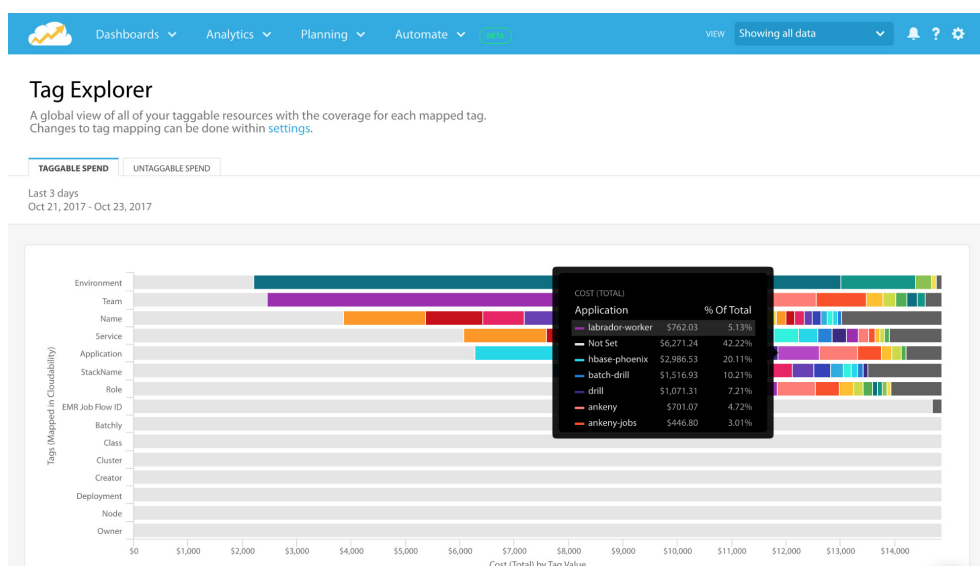 Dashboards Analytics Planning Automate BETA VIEW Showing all data ?
Tag Explorer
A global view of all of your taggable resources with the coverage for each mapped tag.
Changes to tag mapping can be done within settings.
TAGGABLE SPEND UNTAGGABLE SPEND
Last 3 days
Oct 21, 2017 - Oct 23, 2017
Tags (Mapped in Cloudability)
Environment
Team
Name
Service
Application
StackName
Role
EMR Job Flow ID
Batchly
Class
Cluster
Creator
Deployment
Node
Owner
COST (TOTAL)
Application % Of Total
labrador-worker $762.03 5.13%
Not Set $6,271.24 42.22%
hbase-phoenix $2,986.53 20.11%
batch-drill $1,516.93 10.21%
drill $1,071.31 7.21%
ankeny $701.07 4.72%
ankeny-jobs $446.80 3.01%
$0 $1,000 $2,000 $3,000 $4,000 $5,000 $6,000 $7,000 $8,000 $9,000 $10,000 $11,000 $12,000 $13,000 $14,000
Cost (Total) by Tag Value